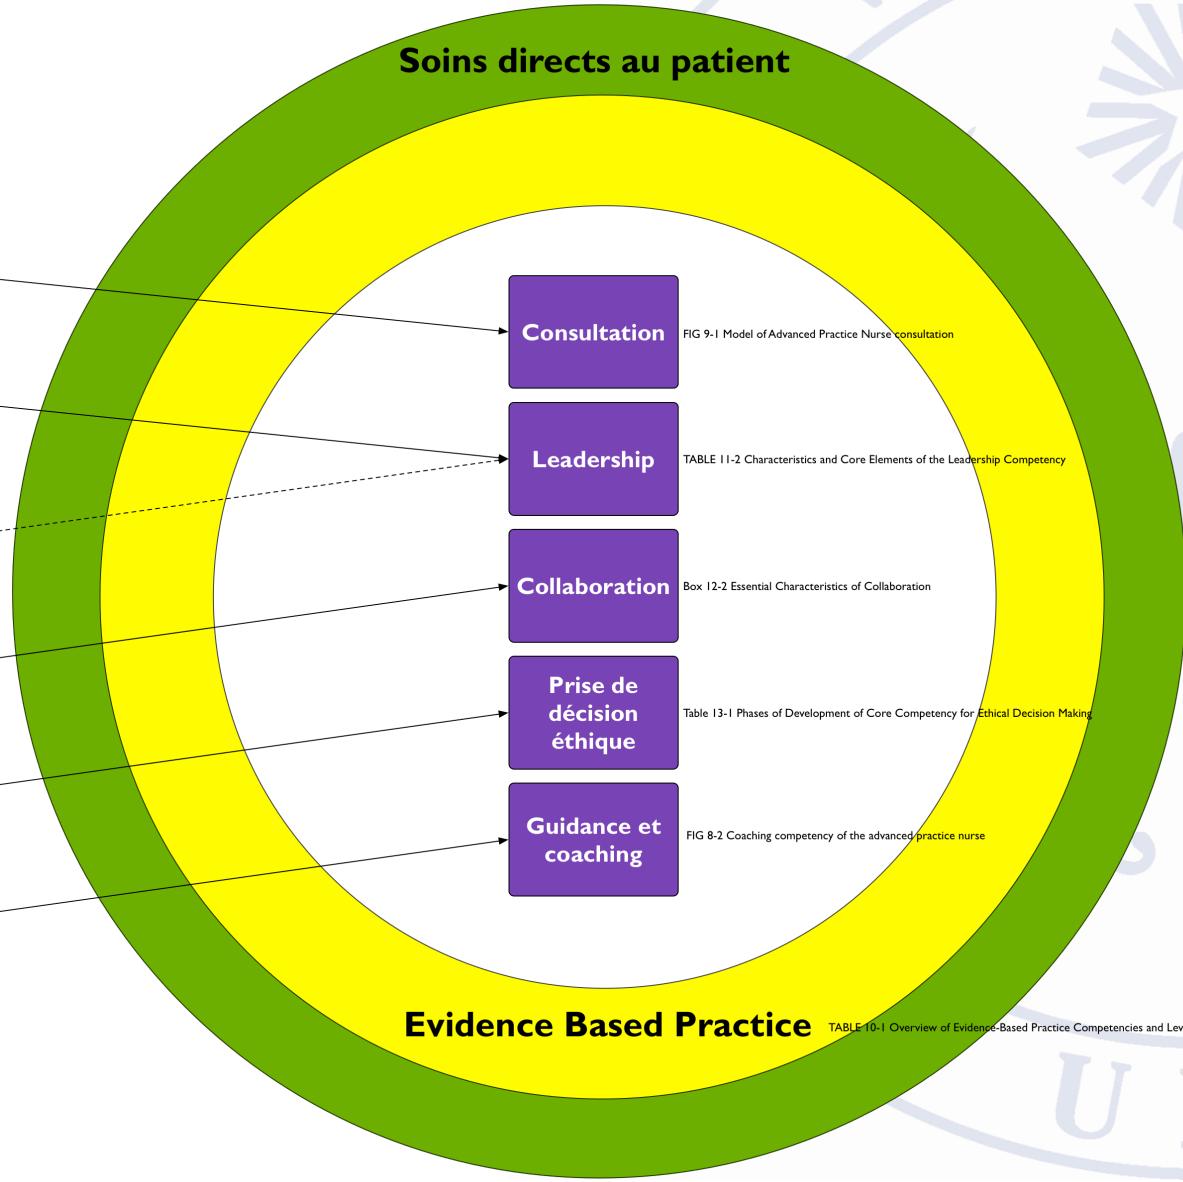 Soins directs au patient
Consultation
FIG 9-1 Model of Advanced Practice Nurse consultation
Leadership
TABLE 11-2 Characteristics and Core Elements of the Leadership Competency
Collaboration
Box 12-2 Essential Characteristics of Collaboration
Prise de
décision
éthique
Table 13-1 Phases of Development of Core Competency for Ethical Decision Making
Guidance et
coaching
FIG 8-2 Coaching competency of the advanced practice nurse
Evidence Based Practice
TABLE 10-1 Overview of Evidence-Based Practice Competencies and Lev
U